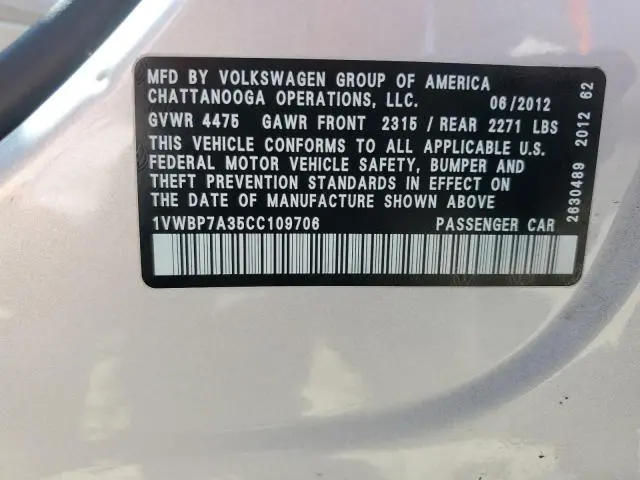 MFD BY VOLKSWAGEN GROUP OF AMERICA
CHATTANOOGA OPERATIONS, LLC. 06/2012
GVWR 4475 GAWR FRONT 2315 / REAR 2271 LBS
THIS VEHICLE CONFORMS TO ALL APPLICABLE U.S.
FEDERAL MOTOR VEHICLE SAFETY, BUMPER AND
THEFT PREVENTION STANDARDS IN EFFECT ON
THE DATE OF MANUFACTURE SHOWN ABOVE
1VWBP7A35CC109706 PASSENGER CAR
2630489 2012 62